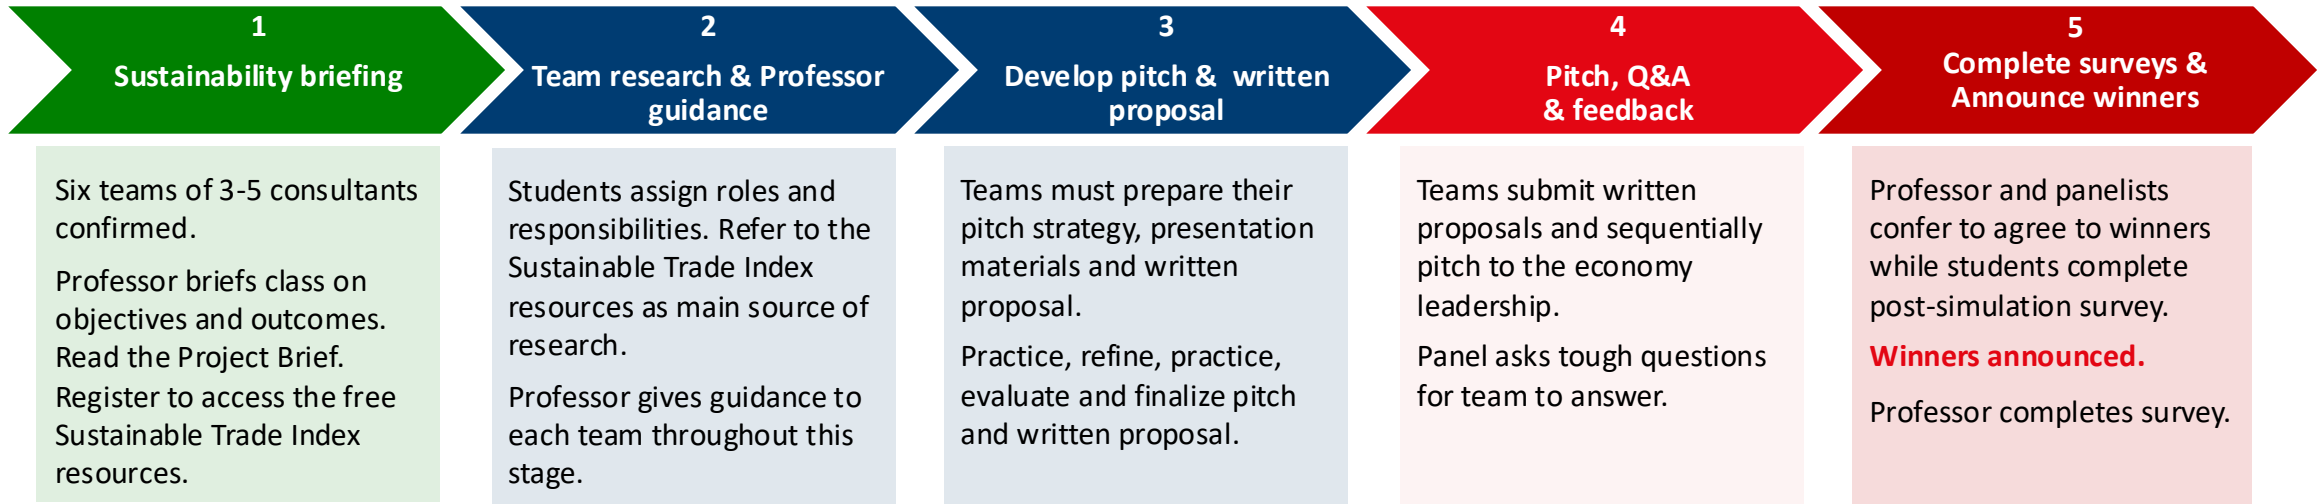 1
Sustainability briefing
Six teams of 3-5 consultants
confirmed.
Professor briefs class on
objectives and outcomes.
Read the Project Brief.
Register to access the free
Sustainable Trade Index
resources.
2
Team research & Professor
guidance
Students assign roles and
responsibilities. Refer to the
Sustainable Trade Index
resources as main source of
research.
Professor gives guidance to
each team throughout this
stage.
3
Develop pitch &  written
proposal
Teams must prepare their
pitch strategy, presentation
materials and written
proposal.
Practice, refine, practice,
evaluate and finalize pitch
and written proposal.
4
Pitch, Q&A
& feedback
Teams submit written
proposals and sequentially
pitch to the economy
leadership.
Panel asks tough questions
for team to answer.
5
Complete surveys &
Announce winners
Professor and panelists
confer to agree to winners
while students complete
post-simulation survey.
Winners announced.
Professor completes survey.